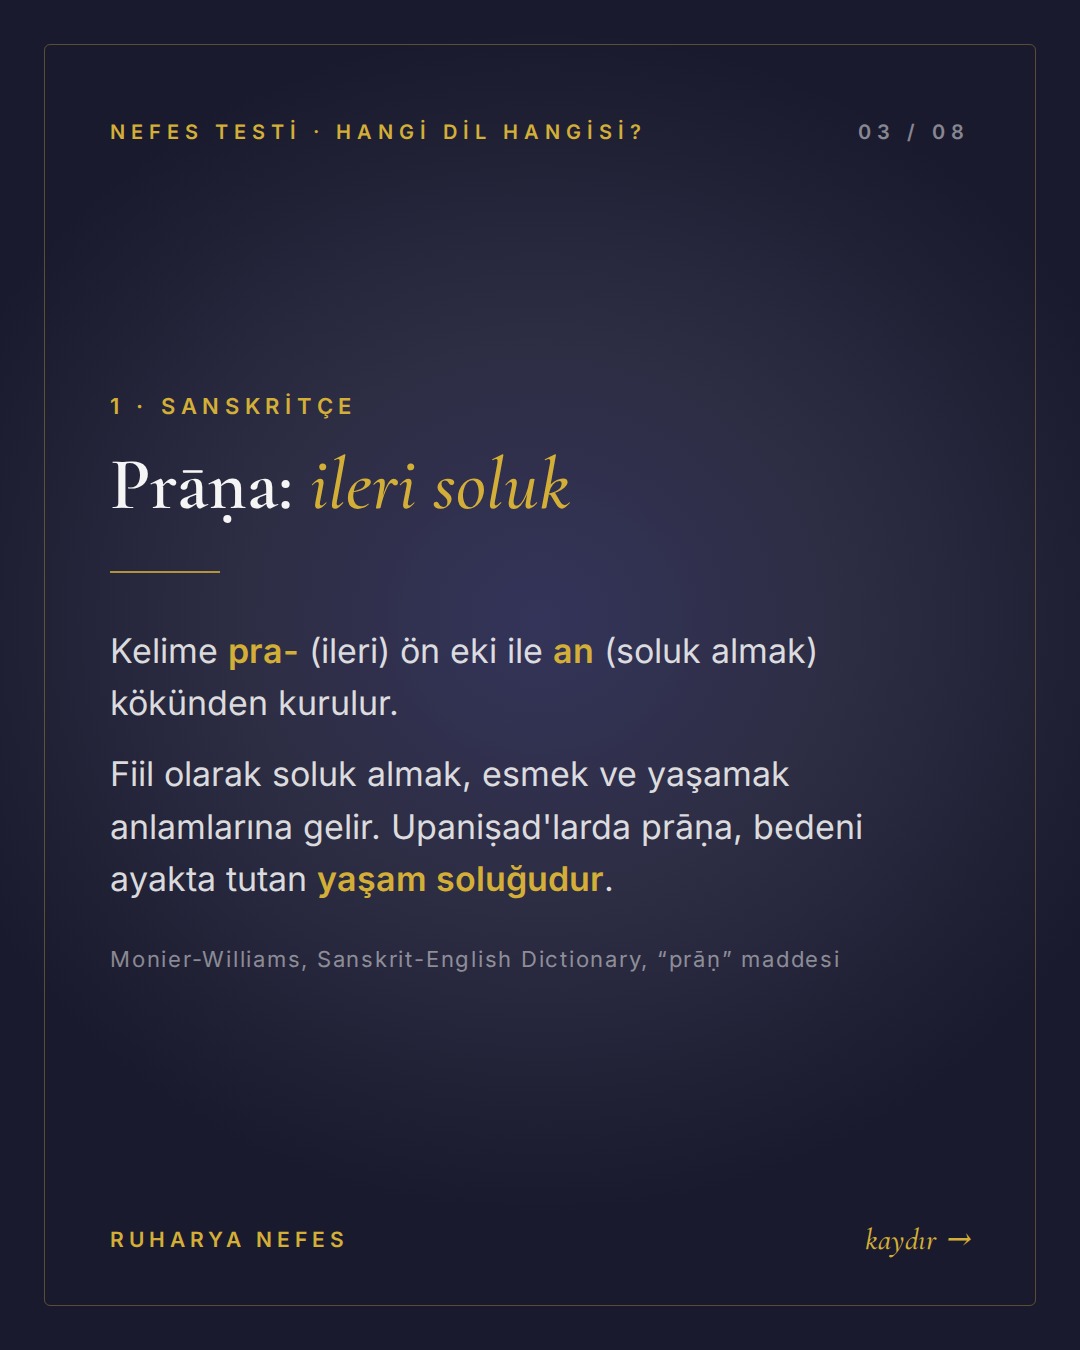 NEFES TESTİ · HANGİ DİL HANGİSİ?
03 / 08
1 · SANSKRİTÇE
Prāṇa: ileri soluk
Kelime pra- (ileri) ön eki ile an (soluk almak)
kökünden kurulur.
Fiil olarak soluk almak, esmek ve yaşamak
anlamlarına gelir. Upaniṣad'larda prāṇa, bedeni
ayakta tutan yaşam soluğudur.
Monier-Williams, Sanskrit-English Dictionary, “prāṇ” maddesi
RUHARYA NEFES
kaydır →